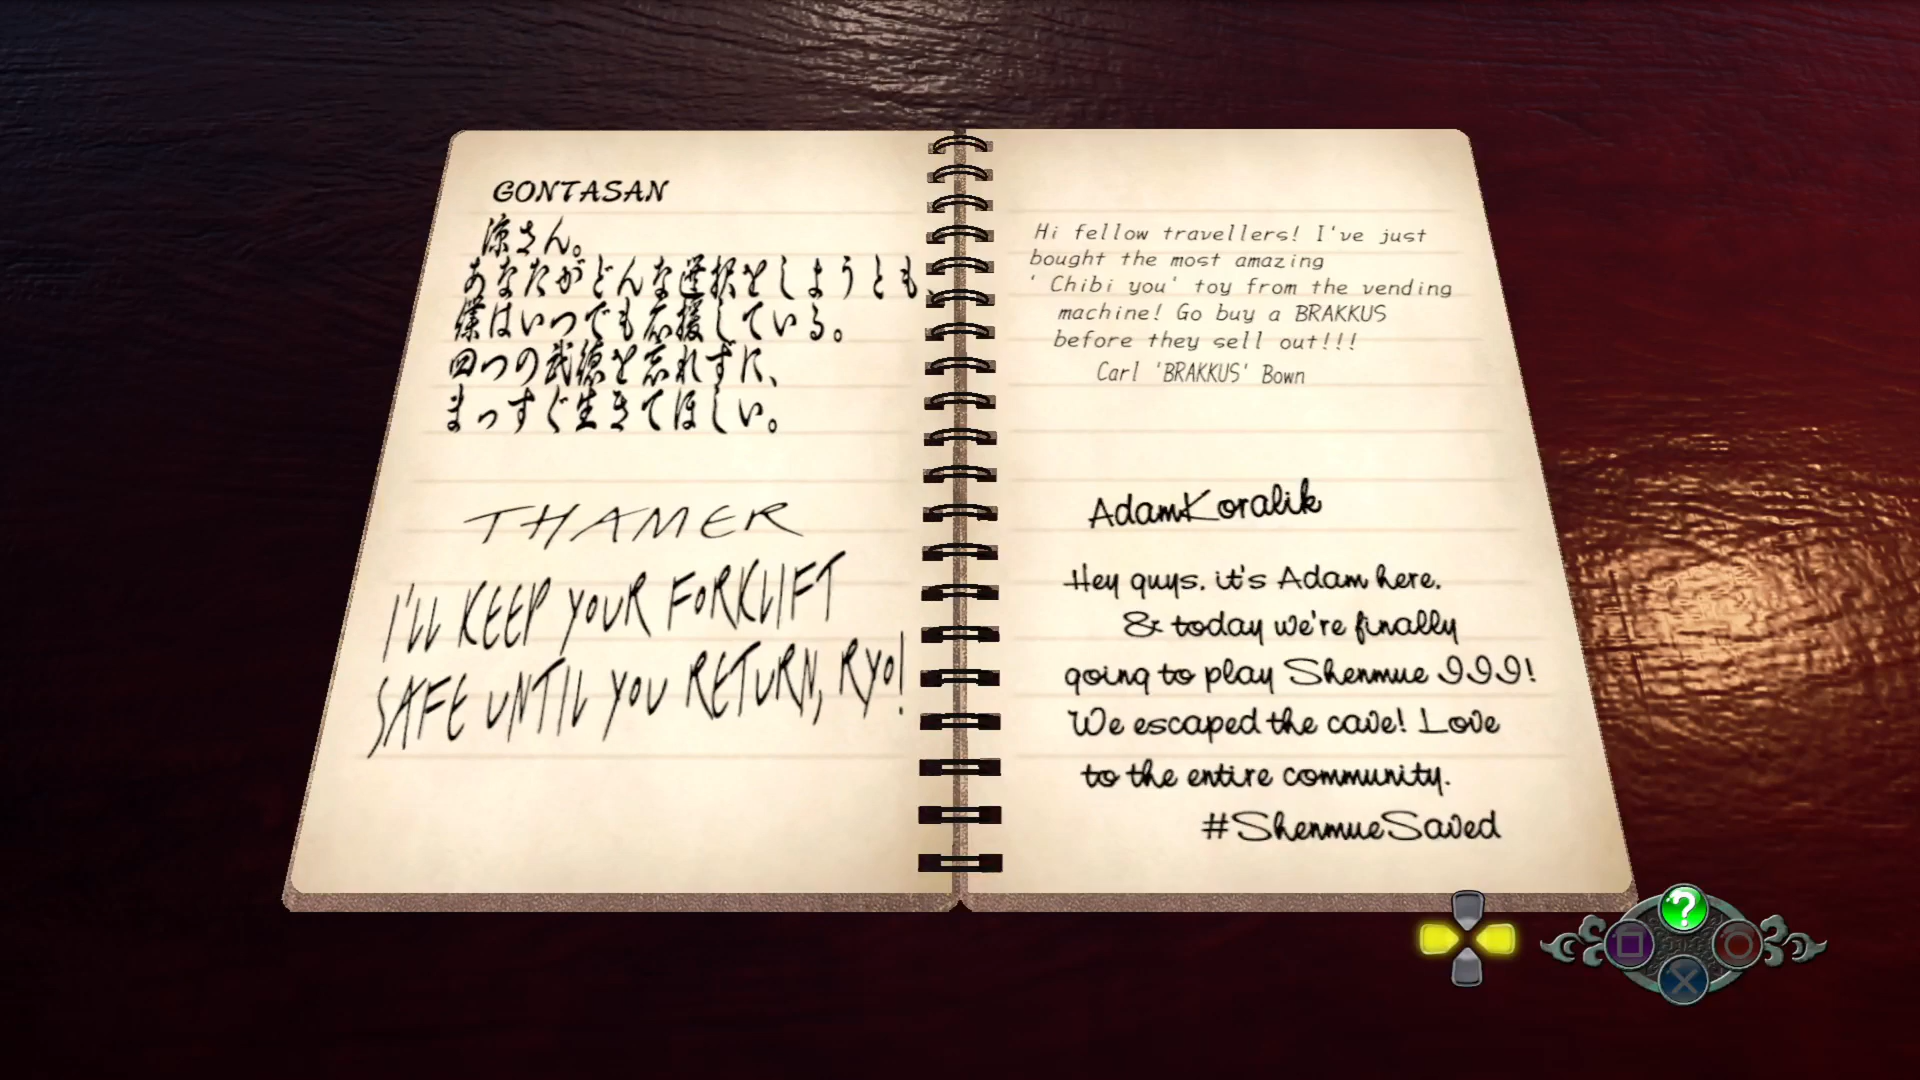 GONTASAN
涼さん。
あなたがどんな選択をしようとも、
僕はいつでも応援している。
四つの武徳を忘れずに、
まっすぐ生きてほしい。
THAMER
I'LL KEEP YOUR FORKLIFT
SAFE UNTIL YOU RETURN, RYO!
Hi fellow travellers! I've just
bought the most amazing
' Chibi you' toy from the vending
machine! Go buy a BRAKKUS
before they sell out!!!
Carl 'BRAKKUS' Bown
AdamKoralik
Hey guys. it's Adam here.
& today we're finally
going to play Shenmue III!
We escaped the cave! Love
to the entire community.
#ShenmueSaved
?